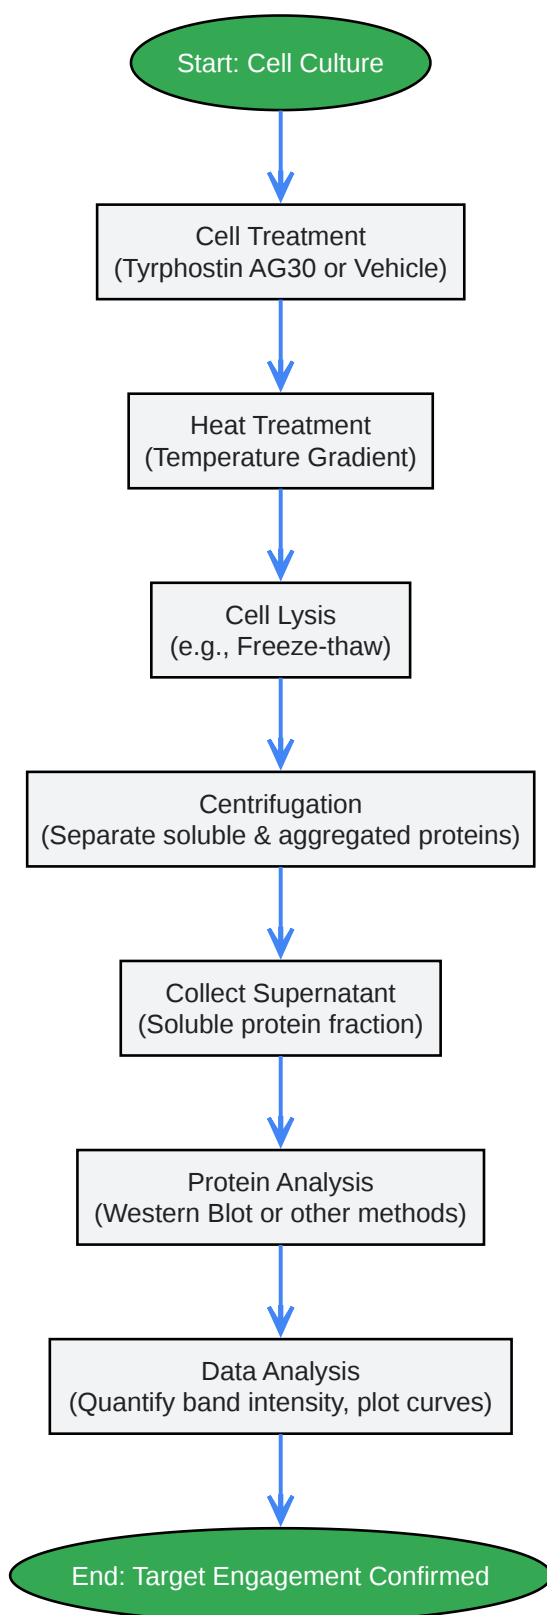 Start: Cell Culture
Cell Treatment
(Tyrphostin AG30 or Vehicle)
Heat Treatment
(Temperature Gradient)
Cell Lysis
(e.g., Freeze-thaw)
Centrifugation
(Separate soluble & aggregated proteins)
Collect Supernatant
(Soluble protein fraction)
Protein Analysis
(Western Blot or other methods)
Data Analysis
(Quantify band intensity, plot curves)
End: Target Engagement Confirmed